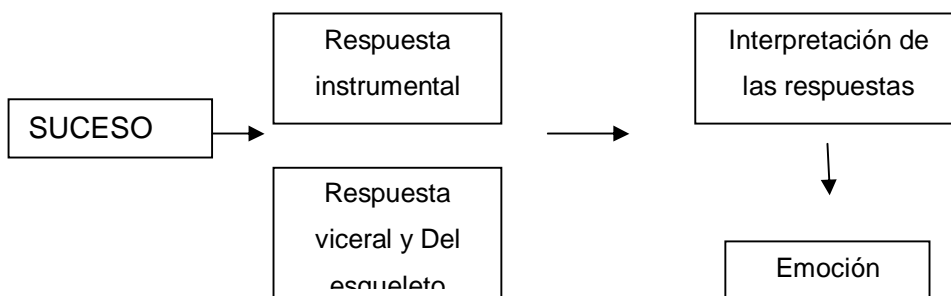 SUCESO
Respuesta
instrumental
Respuesta
viceral y Del
esqueleto
Interpretación de
las respuestas
Emoción